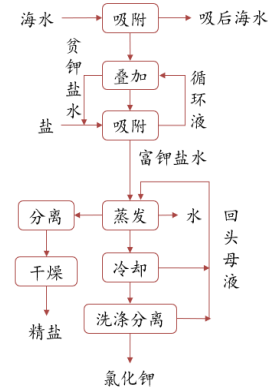 海水 吸附 吸后海水
贫钾盐水
叠加
循环液
盐 吸附
富钾盐水
分离 蒸发 水
回头母液
干燥 冷却
精盐 洗涤分离
氯化钾